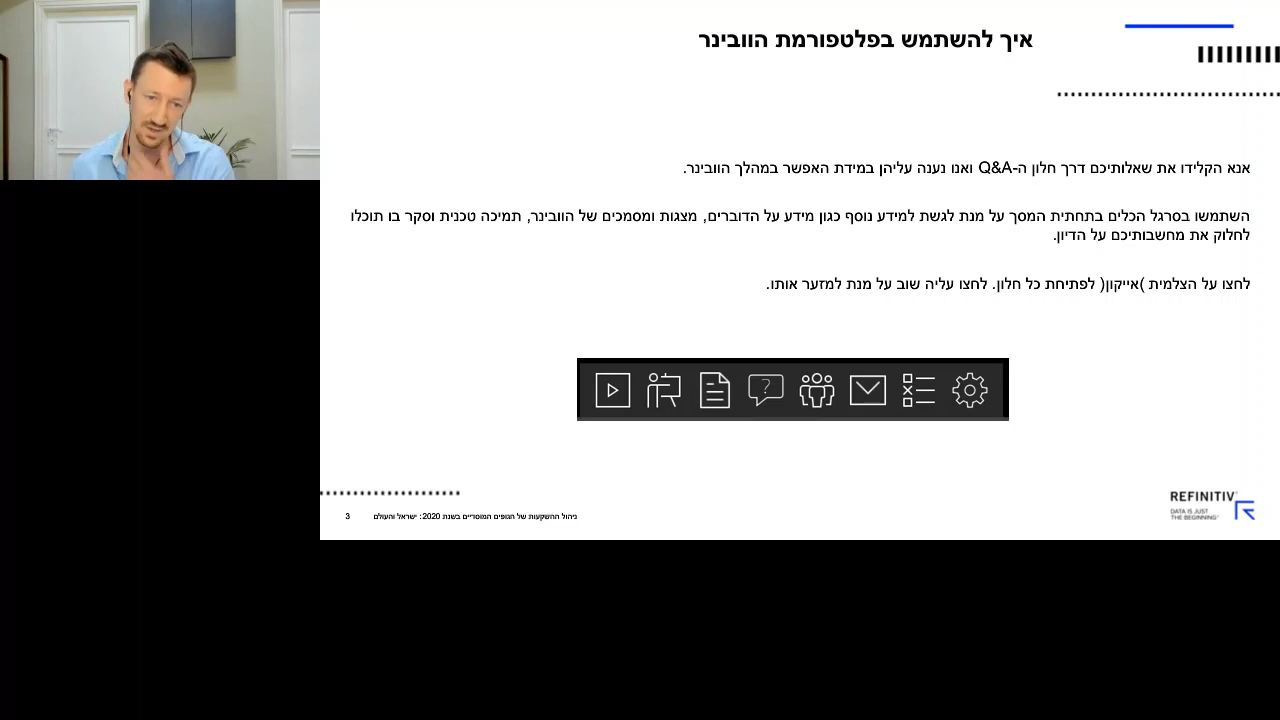 איך להשתמש בפלטפורמת הוובינר
אנא הקלידו את שאלותיכם דרך חלון ה-Q&A ואנו נענה עליהן במידת האפשר במהלך הוובינר.
השתמשו בסרגל הכלים בתחתית המסך על מנת לגשת למידע נוסף כגון מידע על הדוברים, מצגות ומסמכים של הוובינר, תמיכה טכנית וסקר בו תוכלו
לחלוק את מחשבותיכם על הדיון.
לחצו על הצלמית )אייקון( לפתיחת כל חלון. לחצו עליה שוב על מנת למזער אותו.
REFINITIV
DATA IS JUST
THE BEGINNING
ניהול ההשקעות של הגופים המוסדיים בשנת 2020: ישראל והעולם
3